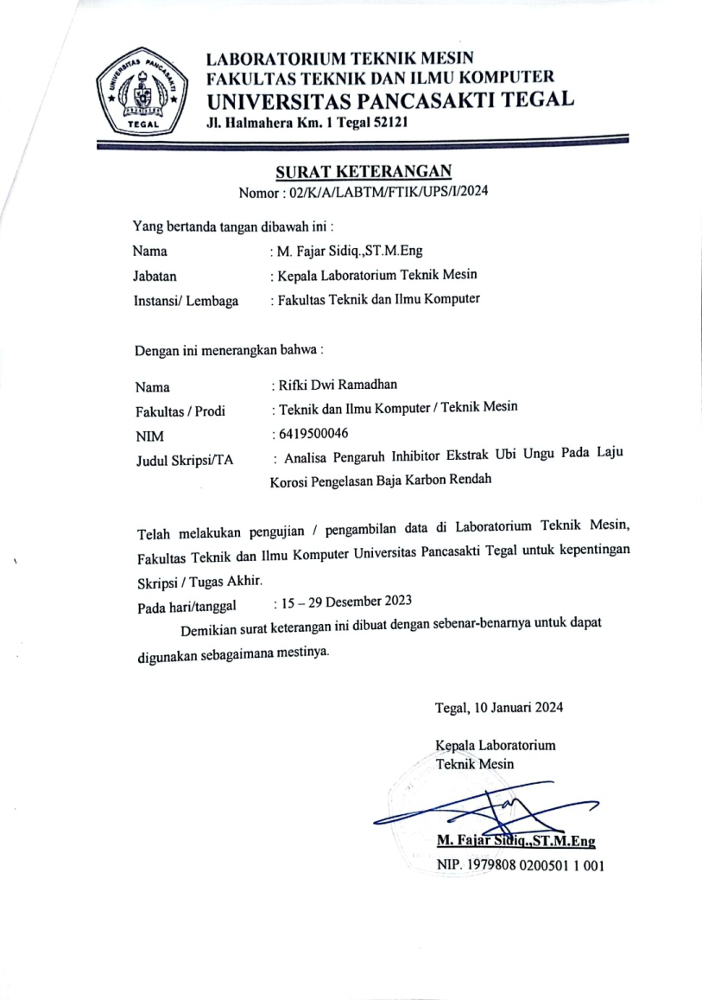 UNIVERSITAS PANCASAKTI
TEGAL
LABORATORIUM TEKNIK MESIN
FAKULTAS TEKNIK DAN ILMU KOMPUTER
UNIVERSITAS PANCASAKTI TEGAL
Jl. Halmahera Km. 1 Tegal 52121
SURAT KETERANGAN
Nomor : 02/K/A/LABTM/FTIK/UPS/I/2024
Yang bertanda tangan dibawah ini :
Nama : M. Fajar Sidiq.,ST.M.Eng
Jabatan : Kepala Laboratorium Teknik Mesin
Instansi/ Lembaga : Fakultas Teknik dan Ilmu Komputer
Dengan ini menerangkan bahwa :
Nama : Rifki Dwi Ramadhan
Fakultas / Prodi : Teknik dan Ilmu Komputer / Teknik Mesin
NIM : 6419500046
Judul Skripsi/TA : Analisa Pengaruh Inhibitor Ekstrak Ubi Ungu Pada Laju
Korosi Pengelasan Baja Karbon Rendah
Telah melakukan pengujian / pengambilan data di Laboratorium Teknik Mesin,
Fakultas Teknik dan Ilmu Komputer Universitas Pancasakti Tegal untuk kepentingan
Skripsi / Tugas Akhir.
Pada hari/tanggal : 15 – 29 Desember 2023
Demikian surat keterangan ini dibuat dengan sebenar-benarnya untuk dapat
digunakan sebagaimana mestinya.
Tegal, 10 Januari 2024
Kepala Laboratorium
Teknik Mesin
M. Fajar Sidiq.,ST.M.Eng
NIP. 1979808 0200501 1 001